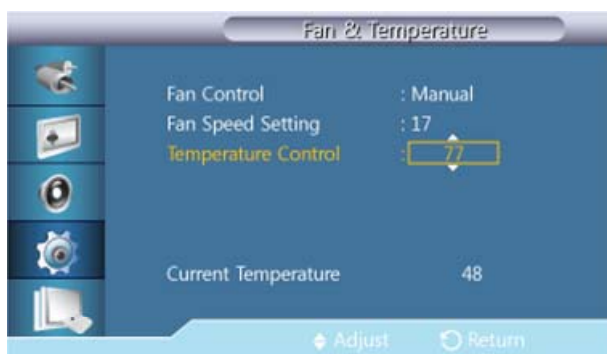 Fan & Temperature
Fan Control : Manual
Fan Speed Setting : 17
Temperature Control : 77
Current Temperature 48
Adjust Return